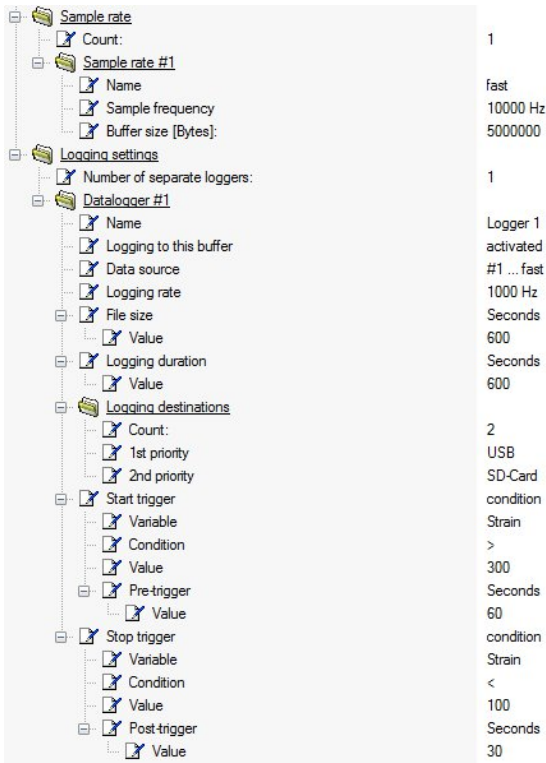 Sample rate
Count: 1
Sample rate #1
Name fast
Sample frequency 10000 Hz
Buffer size [Bytes]: 5000000
Logging settings
Number of separate loggers: 1
Datalogger #1
Name Logger 1
Logging to this buffer activated
Data source #1 ... fast
Logging rate 1000 Hz
File size Seconds
Value 600
Logging duration Seconds
Value 600
Logging destinations
Count: 2
1st priority USB
2nd priority SD-Card
Start trigger condition
Variable Strain
Condition >
Value 300
Pre-trigger Seconds
Value 60
Stop trigger condition
Variable Strain
Condition <
Value 100
Post-trigger Seconds
Value 30